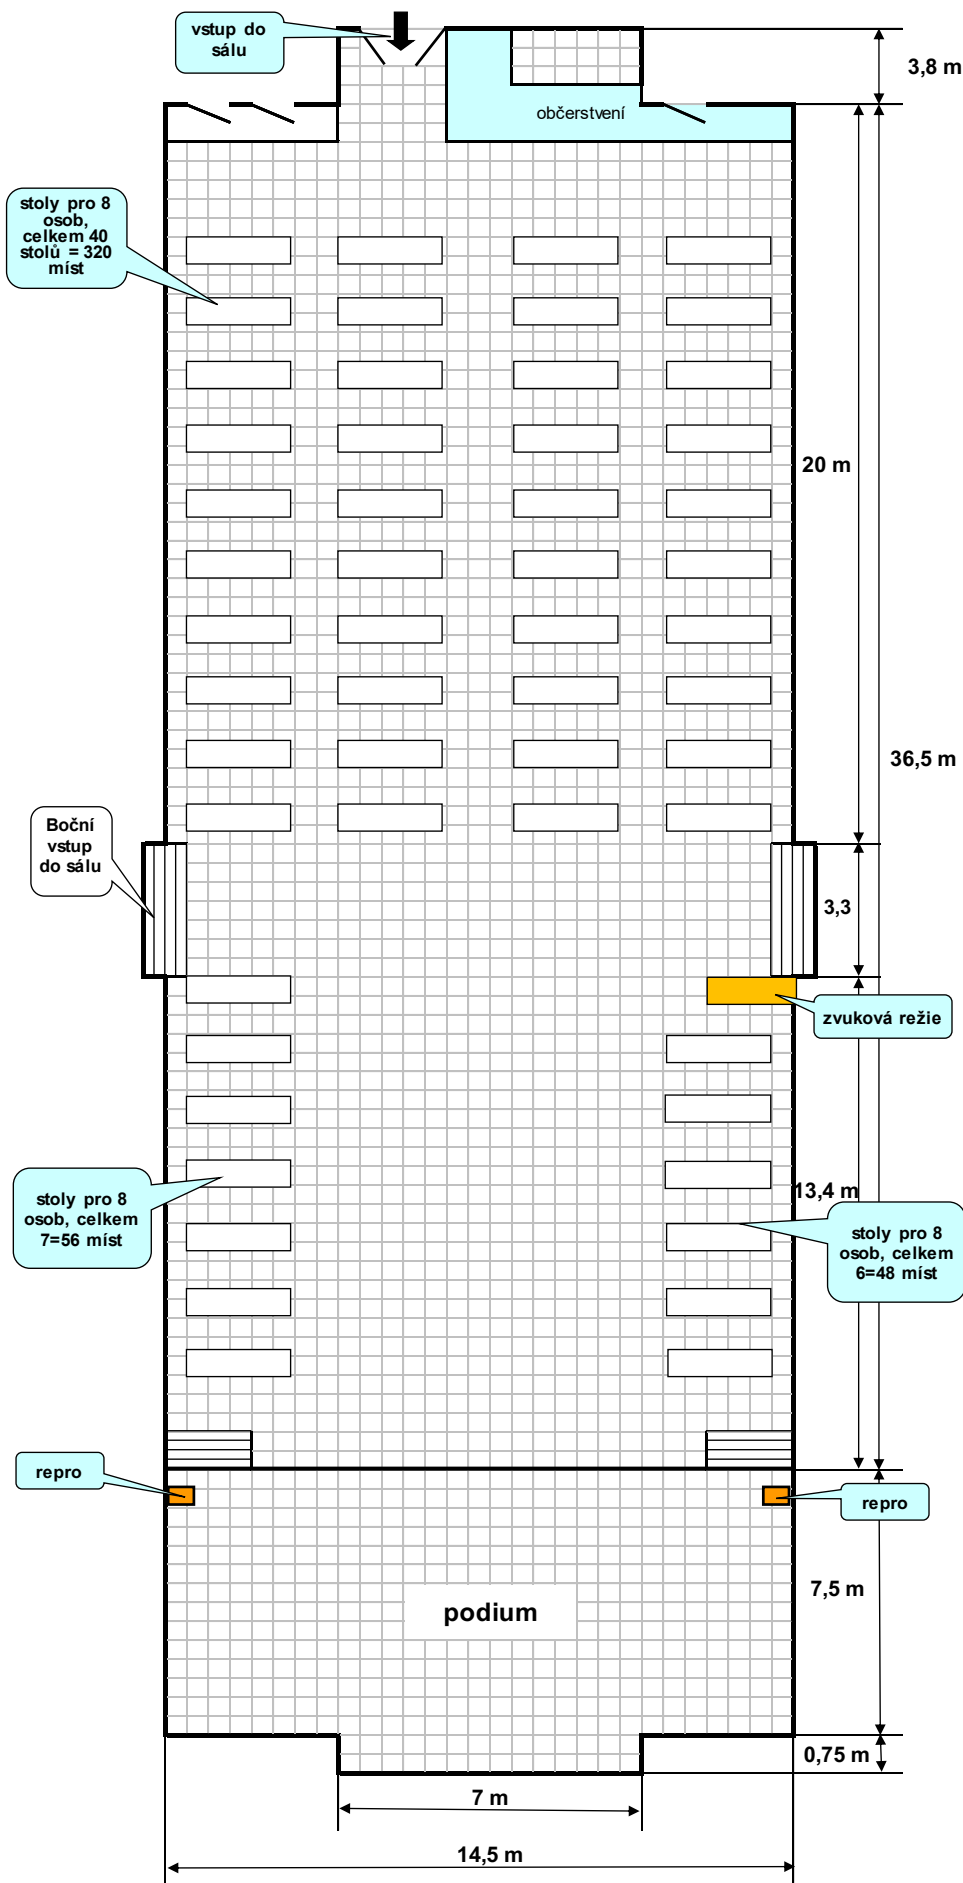 vstup do
sálu
3,8 m
občerstvení
stoly pro 8
osob,
celkem 40
stolů = 320
míst
20 m
36,5 m
Boční
vstup
do sálu
3,3
zvuková režie
13,4 m
stoly pro 8
osob, celkem
7=56 míst
stoly pro 8
osob, celkem
6=48 míst
repro
repro
7,5 m
podium
0,75 m
7 m
14,5 m